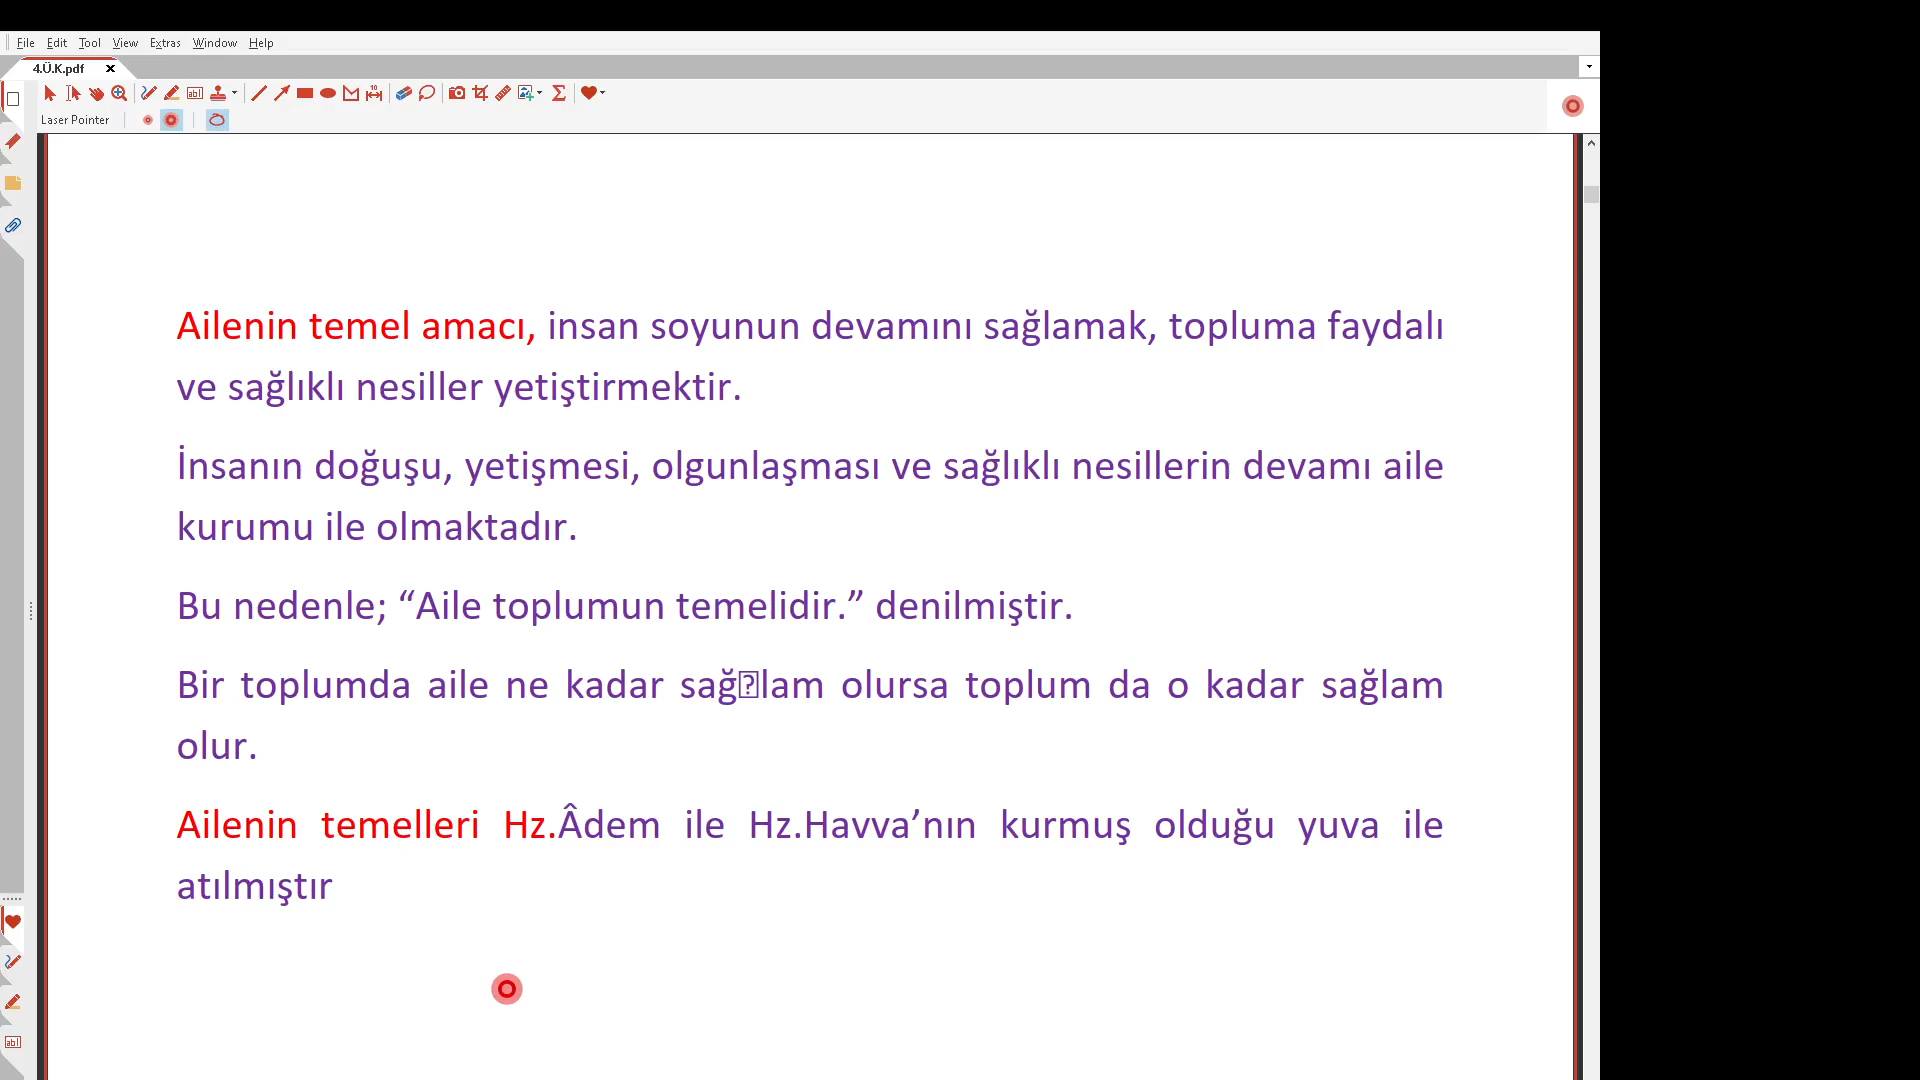 File Edit Tool View Extras Window Help
4.Ü.K.pdf
Laser Pointer
Ailenin temel amacı, insan soyunun devamını sağlamak, topluma faydalı
ve sağlıklı nesiller yetiştirmektir.
İnsanın doğuşu, yetişmesi, olgunlaşması ve sağlıklı nesillerin devamı aile
kurumu ile olmaktadır.
Bu nedenle; “Aile toplumun temelidir.” denilmiştir.
Bir toplumda aile ne kadar sağ⍰lam olursa toplum da o kadar sağlam
olur.
Ailenin temelleri Hz.Âdem ile Hz.Havva’nın kurmuş olduğu yuva ile
atılmıştır